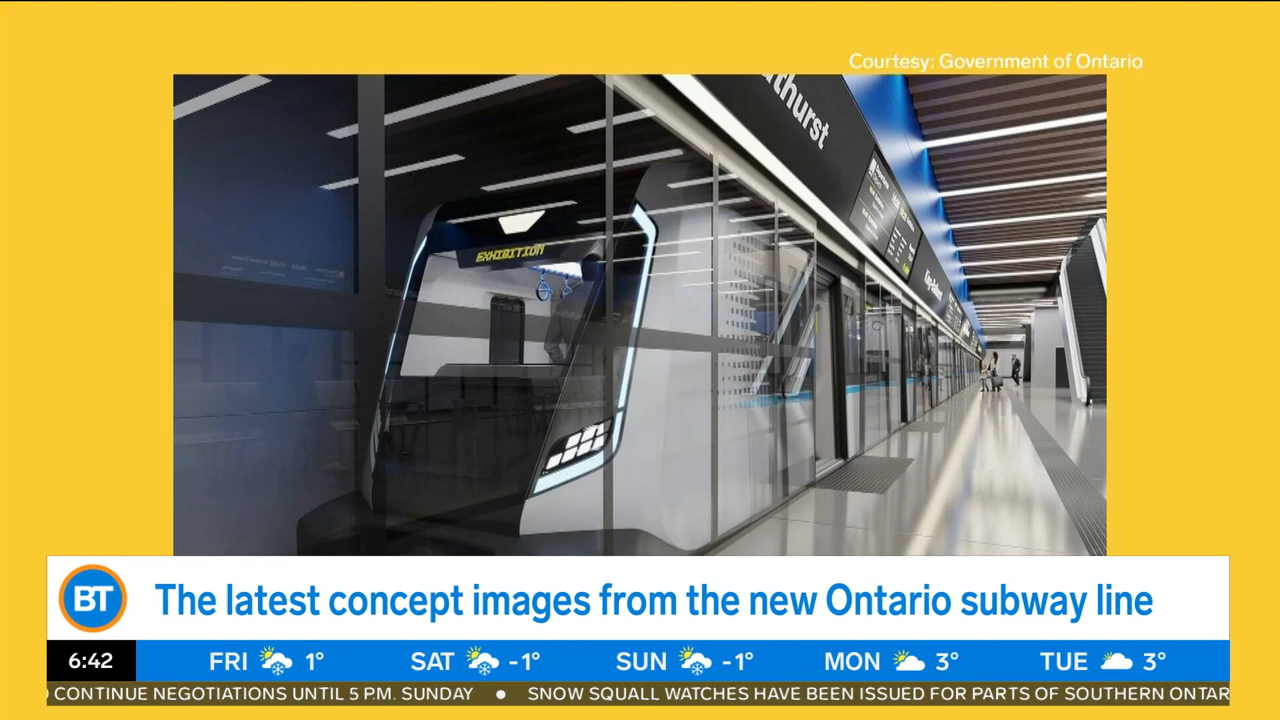 Courtesy: Government of Ontario
thurst
EXHIBITION
King-Bathurst
BT
The latest concept images from the new Ontario subway line
6:42
FRI 1° SAT -1° SUN -1° MON 3° TUE 3°
CONTINUE NEGOTIATIONS UNTIL 5 P.M. SUNDAY • SNOW SQUALL WATCHES HAVE BEEN ISSUED FOR PARTS OF SOUTHERN ONTAR